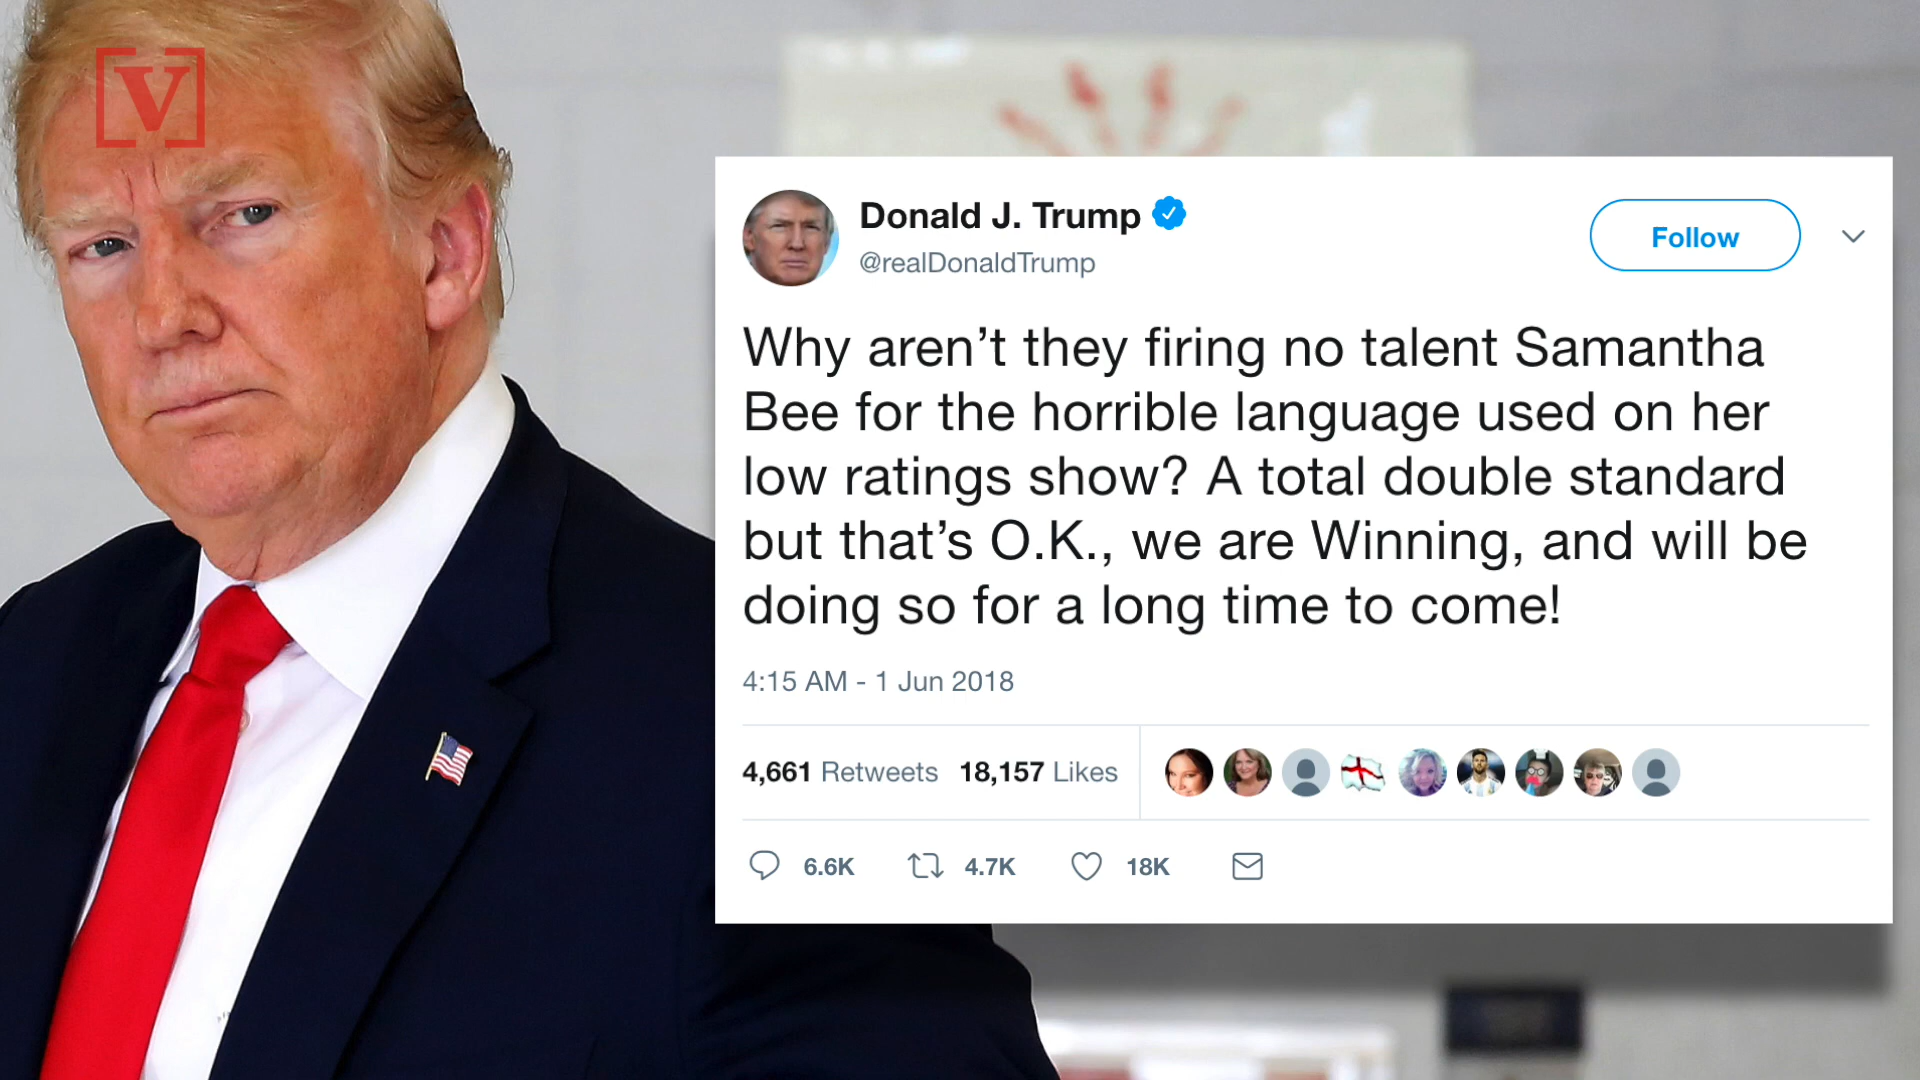 V
Donald J. Trump
@realDonaldTrump
Follow
Why aren’t they firing no talent Samantha
Bee for the horrible language used on her
low ratings show? A total double standard
but that’s O.K., we are Winning, and will be
doing so for a long time to come!
4:15 AM - 1 Jun 2018
4,661 Retweets 18,157 Likes
6.6K 4.7K 18K